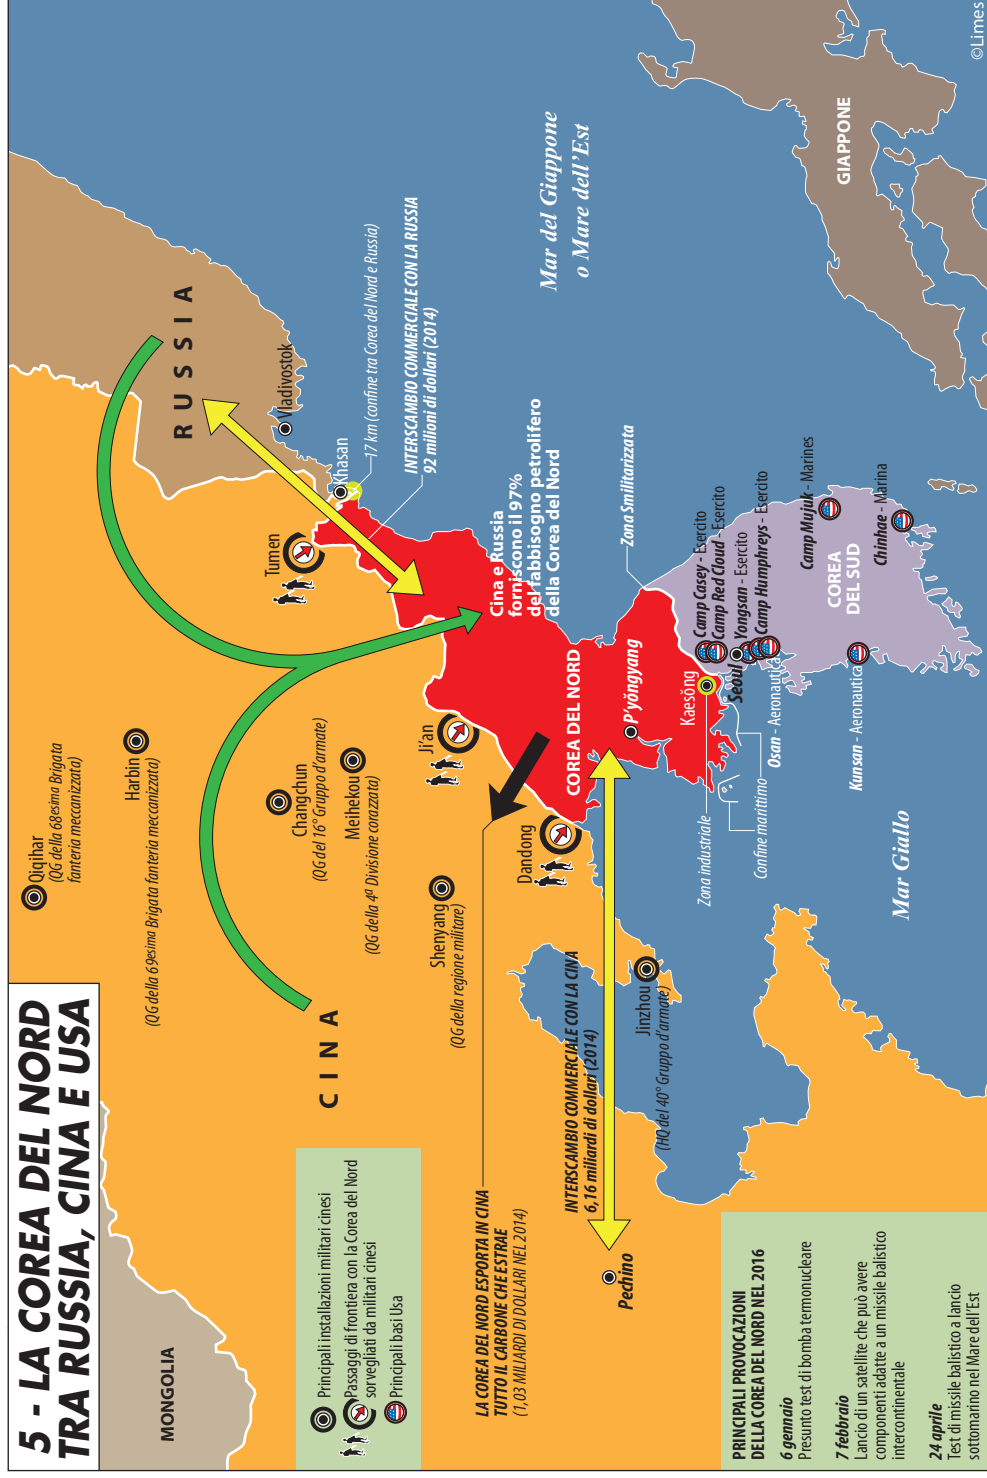 5 - LA COREA DEL NORD
TRA RUSSIA, CINA E USA
MONGOLIA
Principali installazioni militari cinesi
Passaggi di frontiera con la Corea del Nord
sorvegliati da militari cinesi
Principali basi Usa
Qiqihar
(QG della 68esima Brigata
fanteria meccanizzata)
Harbin
(QG della 69esima Brigata fanteria meccanizzata)
Changchun
(QG del 16° Gruppo d'armate)
Meihekou
(QG della 4ª Divisione corazzata)
Shenyang
(QG della regione militare)
CINA
RUSSIA
Vladivostok
Khasan
17 km (confine tra Corea del Nord e Russia)
INTERSCAMBIO COMMERCIALE CON LA RUSSIA
92 milioni di dollari (2014)
Tumen
Ji'an
Dandong
Cina e Russia
forniscono il 97%
del fabbisogno petrolifero
della Corea del Nord
LA COREA DEL NORD ESPORTA IN CINA
TUTTO IL CARBONE CHE ESTRAE
(1,03 MILIARDI DI DOLLARI NEL 2014)
INTERSCAMBIO COMMERCIALE CON LA CINA
6,16 miliardi di dollari (2014)
Pechino
Jinzhou
(HQ del 40° Gruppo d'armate)
COREA DEL NORD
P'yŏngyang
Zona Smilitarizzata
Kaesŏng
Zona industriale
Confine marittimo
Seoul
Camp Casey - Esercito
Camp Red Cloud - Esercito
Yongsan - Esercito
Camp Humphreys - Esercito
Osan - Aeronautica
Kunsan - Aeronautica
Camp Mujuk - Marines
Chinhae - Marina
COREA
DEL SUD
Mar Giallo
Mar del Giappone
o Mare dell'Est
GIAPPONE
PRINCIPALI PROVOCAZIONI
DELLA COREA DEL NORD NEL 2016
6 gennaio
Presunto test di bomba termonucleare
7 febbraio
Lancio di un satellite che può avere
componenti adatte a un missile balistico
intercontinentale
24 aprile
Test di missile balistico a lancio
sottomarino nel Mare dell'Est
©Limes